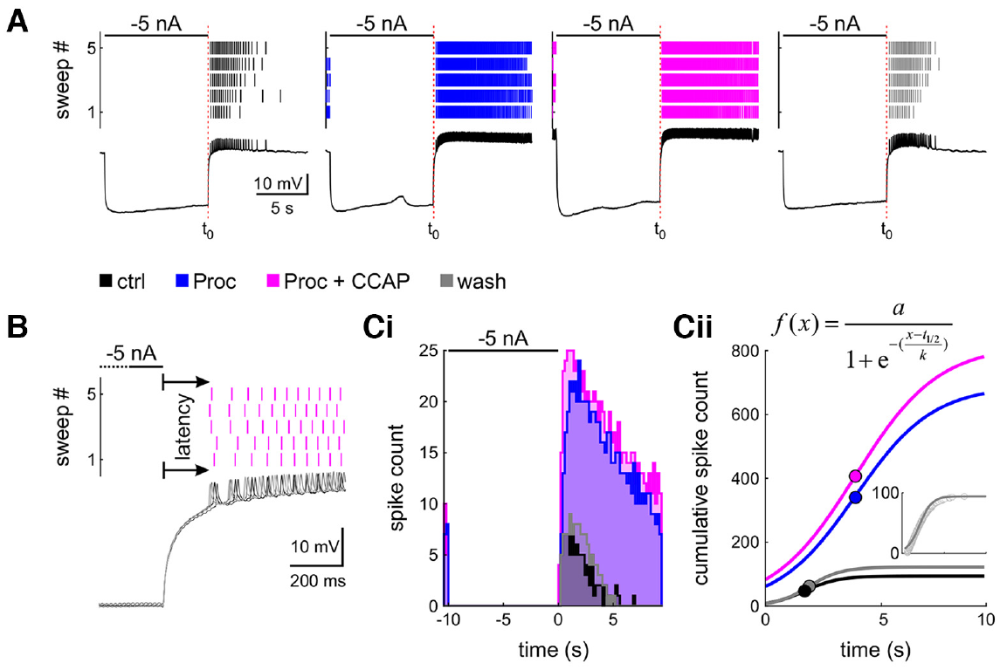 A
-5 nA -5 nA -5 nA -5 nA
sweep #
5
1
10 mV
5 s
t0 t0 t0 t0
ctrl Proc Proc + CCAP wash
B
-5 nA
sweep #
5
1
latency
10 mV
200 ms
Ci
-5 nA
spike count
25
20
15
10
5
0
-10 -5 0 5
time (s)
Cii
f(x) = a / 1 + e^-((x-t1/2)/k)
cumulative spike count
800
600
400
200
0
100
0
0 5 10
time (s)